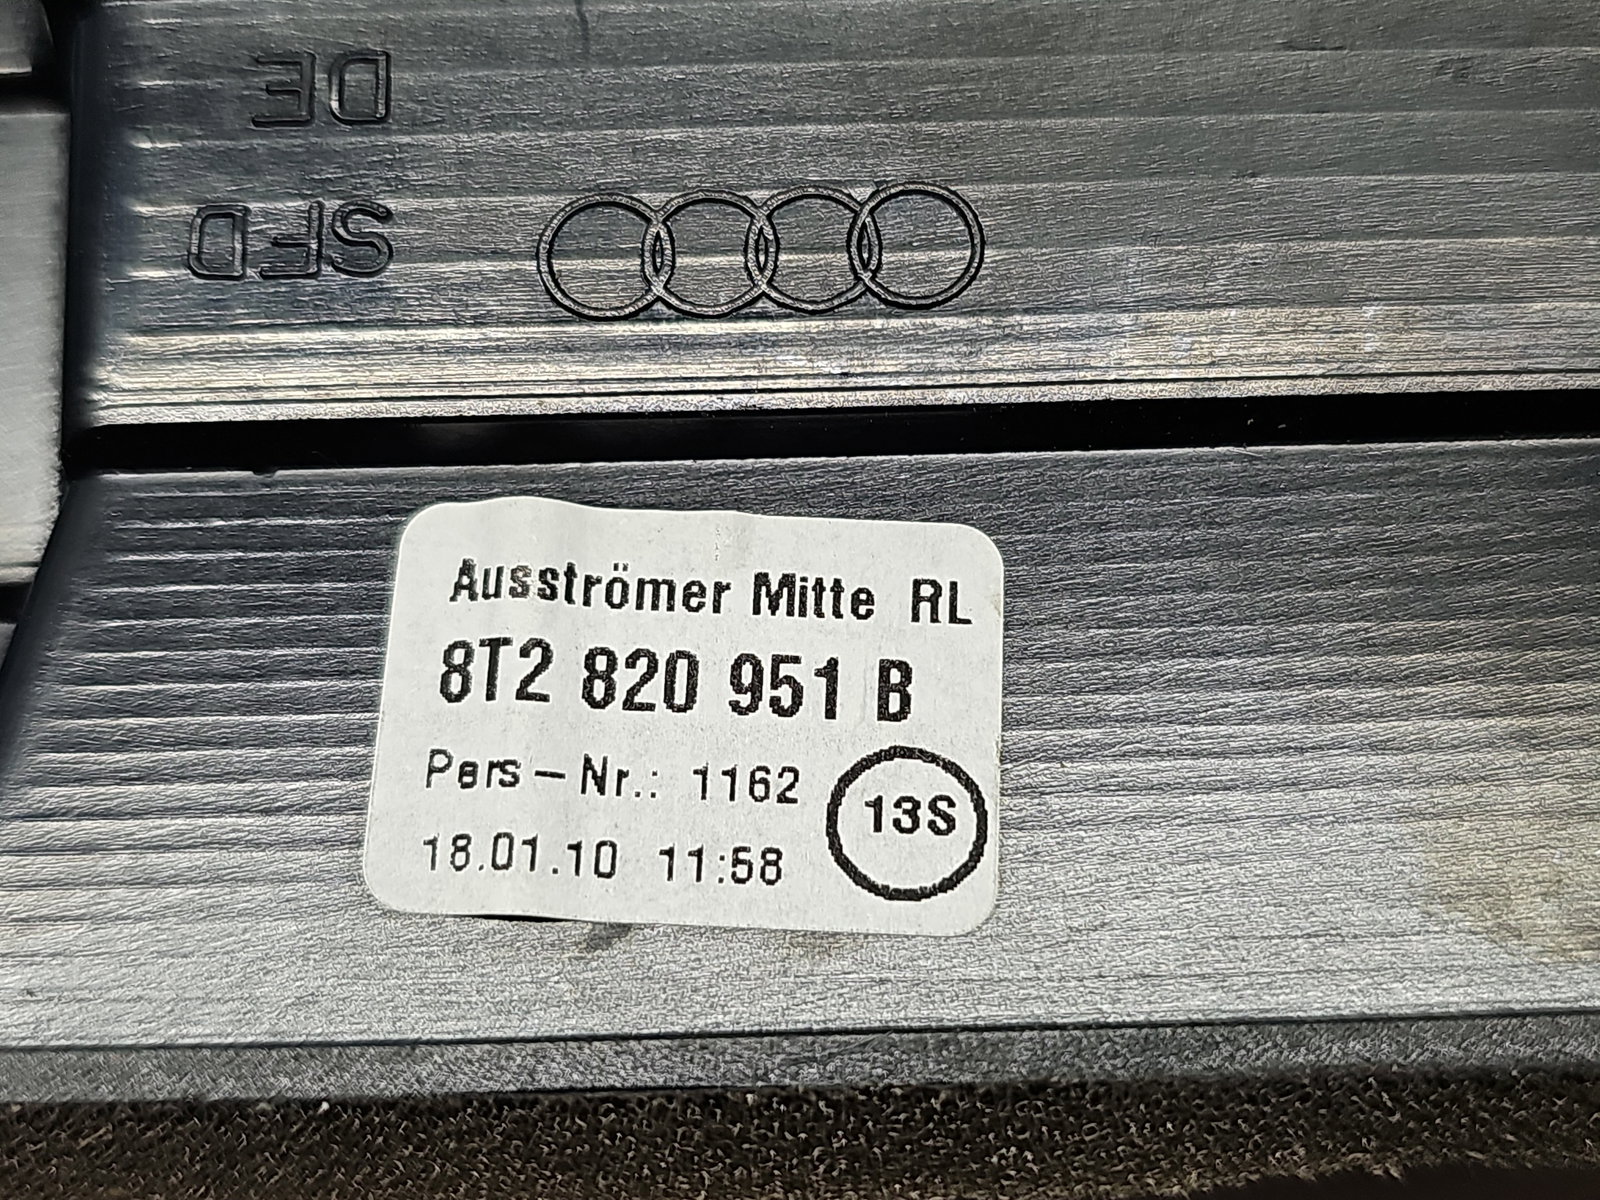 DE
SFD
Ausströmer Mitte RL
8T2 820 951 B
Pers-Nr.: 1162
13S
18.01.10 11:58